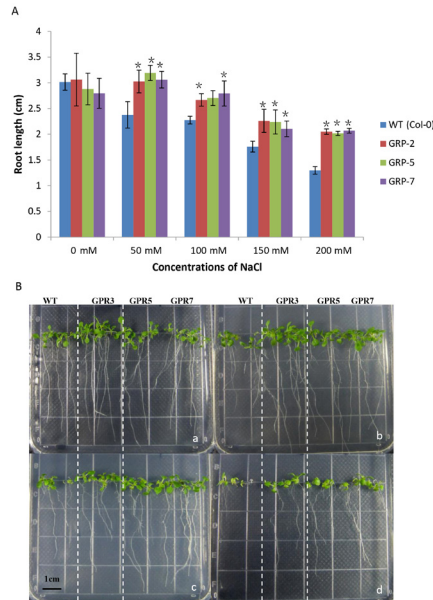 A
4
3.5
3
2.5
2
1.5
1
0.5
0
Root length (cm)
* * *
* *
* * *
* * *
0 mM 50 mM 100 mM 150 mM 200 mM
Concentrations of NaCl
WT (Col-0)
GRP-2
GRP-5
GRP-7
B
WT GPR3 GPR5 GPR7 WT GPR3 GPR5 GPR7
a b
1cm
c d